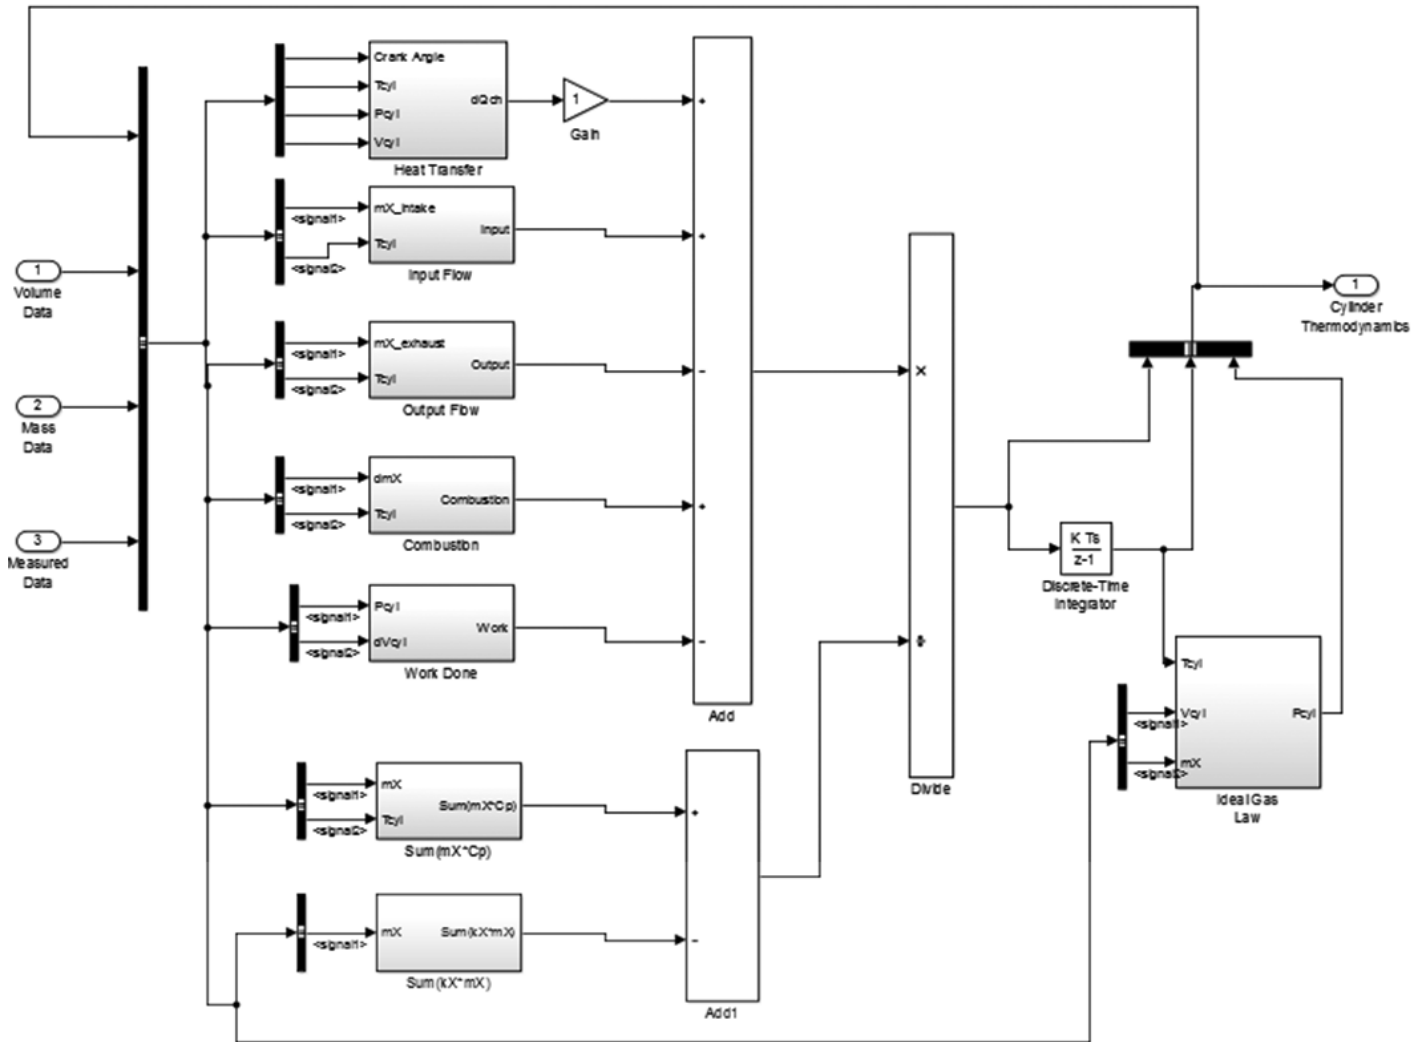 Crank Angle
Tcyl
Pcyl
Vcyl
dQch
Heat Transfer
1
Gain
+
<signal1>
<signal2>
mX_Intake
Tcyl
Input
Input Flow
+
1
Volume
Data
<signal1>
<signal2>
mX_exhaust
Tcyl
Output
Output Flow
-
×
1
Cylinder
Thermodynamics
2
Mass
Data
<signal1>
<signal2>
dmX
Tcyl
Combustion
Combustion
+
3
Measured
Data
K Ts
z-1
Discrete-Time
Integrator
<signal1>
<signal2>
Pcyl
dVcyl
Work
Work Done
-
Add
÷
Divide
Tcyl
Vcyl
<signal1>
mX
<signal2>
Pcyl
Ideal Gas
Law
<signal1>
<signal2>
mX
Tcyl
Sum(mX*Cp)
Sum(mX*Cp)
+
<signal1>
mX
Sum(kX*mX)
Sum(kX*mX)
-
Add1